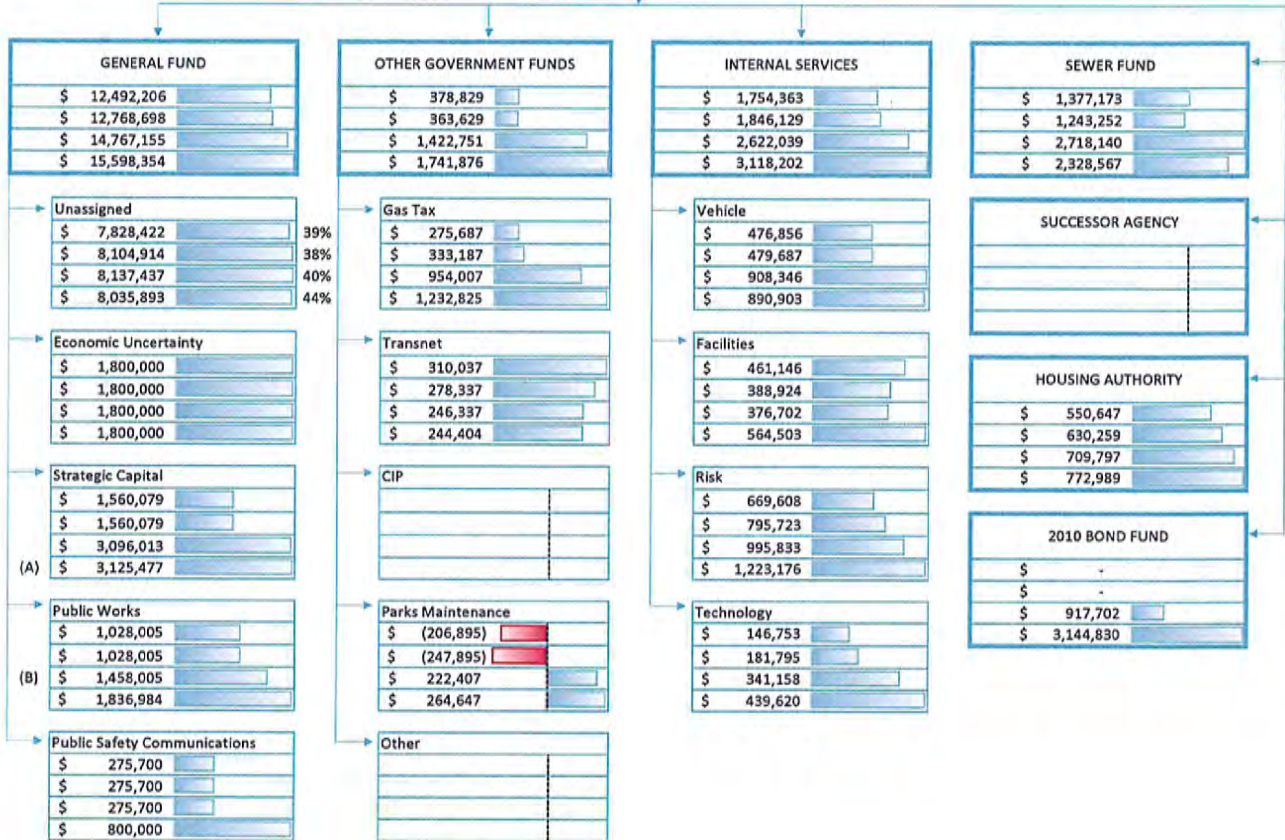 GENERAL FUND
$ 12,492,206
$ 12,768,698
$ 14,767,155
$ 15,598,354
Unassigned
$ 7,828,422 39%
$ 8,104,914 38%
$ 8,137,437 40%
$ 8,035,893 44%
Economic Uncertainty
$ 1,800,000
$ 1,800,000
$ 1,800,000
$ 1,800,000
Strategic Capital
$ 1,560,079
$ 1,560,079
$ 3,096,013
(A) $ 3,125,477
Public Works
$ 1,028,005
$ 1,028,005
(B) $ 1,458,005
$ 1,836,984
Public Safety Communications
$ 275,700
$ 275,700
$ 275,700
$ 800,000
OTHER GOVERNMENT FUNDS
$ 378,829
$ 363,629
$ 1,422,751
$ 1,741,876
Gas Tax
$ 275,687
$ 333,187
$ 954,007
$ 1,232,825
Transnet
$ 310,037
$ 278,337
$ 246,337
$ 244,404
CIP
Parks Maintenance
$ (206,895)
$ (247,895)
$ 222,407
$ 264,647
Other
INTERNAL SERVICES
$ 1,754,363
$ 1,846,129
$ 2,622,039
$ 3,118,202
Vehicle
$ 476,856
$ 479,687
$ 908,346
$ 890,903
Facilities
$ 461,146
$ 388,924
$ 376,702
$ 564,503
Risk
$ 669,608
$ 795,723
$ 995,833
$ 1,223,176
Technology
$ 146,753
$ 181,795
$ 341,158
$ 439,620
SEWER FUND
$ 1,377,173
$ 1,243,252
$ 2,718,140
$ 2,328,567
SUCCESSOR AGENCY
HOUSING AUTHORITY
$ 550,647
$ 630,259
$ 709,797
$ 772,989
2010 BOND FUND
$ -
$ -
$ 917,702
$ 3,144,830